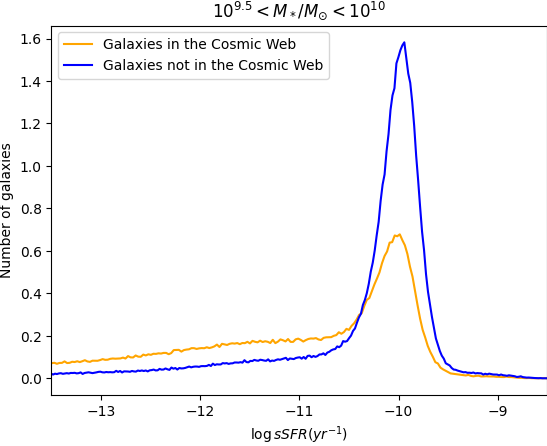 10^9.5 < M_*/M_⊙ < 10^10
Galaxies in the Cosmic Web
Galaxies not in the Cosmic Web
Number of galaxies
1.6
1.4
1.2
1.0
0.8
0.6
0.4
0.2
0.0
−13 −12 −11 −10 −9
log sSFR(yr^−1)